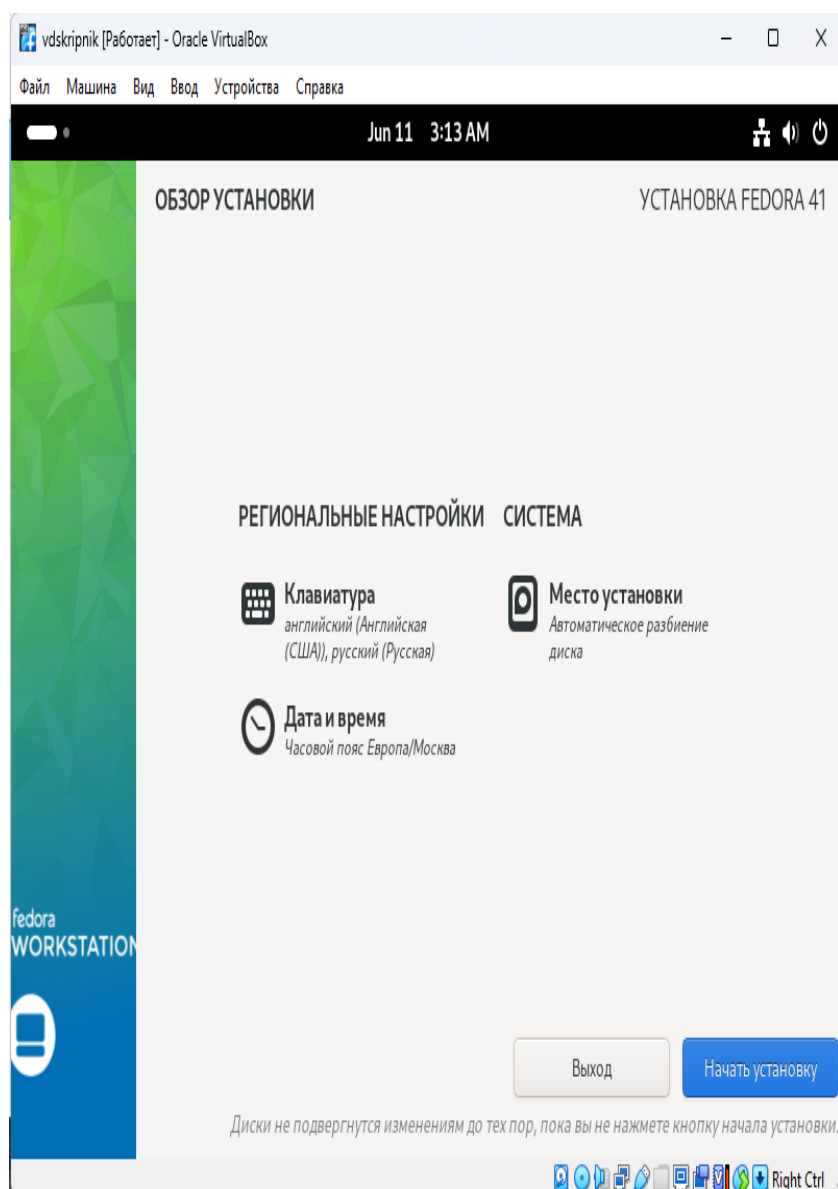 vdskripnik [Работает] - Oracle VirtualBox
Файл Машина Вид Ввод Устройства Справка
Jun 11 3:13 AM
ОБЗОР УСТАНОВКИ
УСТАНОВКА FEDORA 41
РЕГИОНАЛЬНЫЕ НАСТРОЙКИ
СИСТЕМА
Клавиатура
английский (Английская
(США)), русский (Русская)
Место установки
Автоматическое разбиение
диска
Дата и время
Часовой пояс Европа/Москва
fedora
WORKSTATION
Выход
Начать установку
Диски не подвергнутся изменениям до тех пор, пока вы не нажмете кнопку начала установки.
Right Ctrl